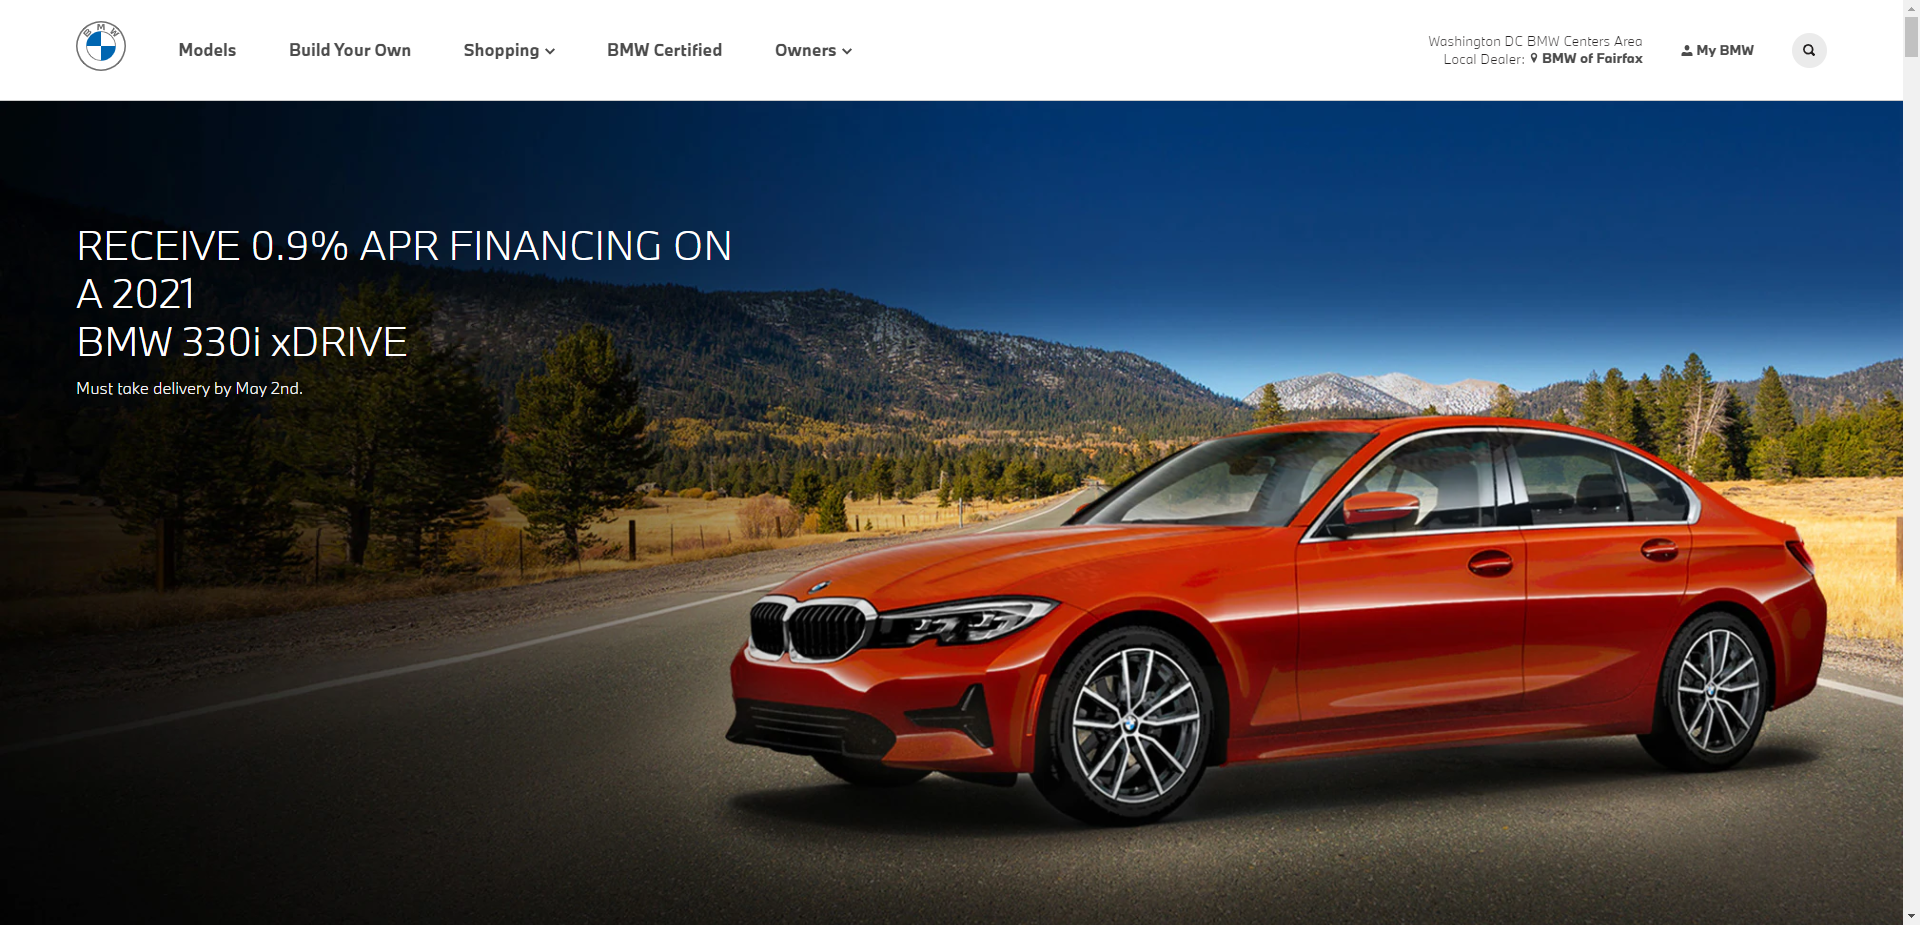 BMW
Models
Build Your Own
Shopping
BMW Certified
Owners
Washington DC BMW Centers Area
Local Dealer: BMW of Fairfax
My BMW
RECEIVE 0.9% APR FINANCING ON
A 2021
BMW 330i xDRIVE
Must take delivery by May 2nd.